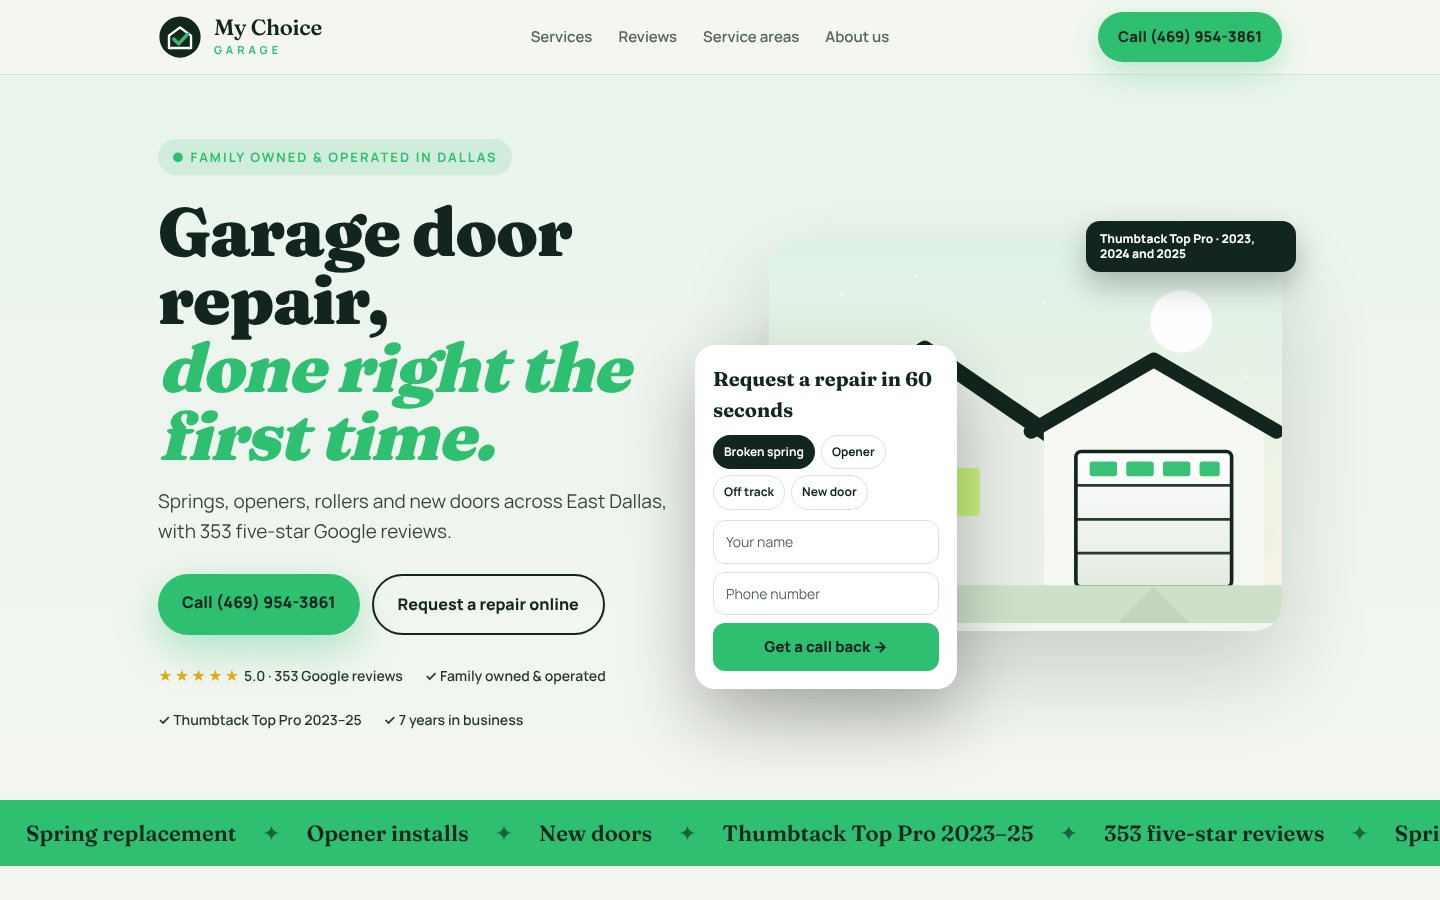 My Choice
GARAGE
Services
Reviews
Service areas
About us
Call (469) 954-3861
FAMILY OWNED & OPERATED IN DALLAS
Garage door
repair,
done right the
first time.
Springs, openers, rollers and new doors across East Dallas,
with 353 five-star Google reviews.
Call (469) 954-3861
Request a repair online
★★★★★ 5.0 · 353 Google reviews
✓ Family owned & operated
✓ Thumbtack Top Pro 2023–25
✓ 7 years in business
Thumbtack Top Pro · 2023,
2024 and 2025
Request a repair in 60
seconds
Broken spring
Opener
Off track
New door
Your name
Phone number
Get a call back →
Spring replacement ✦ Opener installs ✦ New doors ✦ Thumbtack Top Pro 2023–25 ✦ 353 five-star reviews ✦ Spri